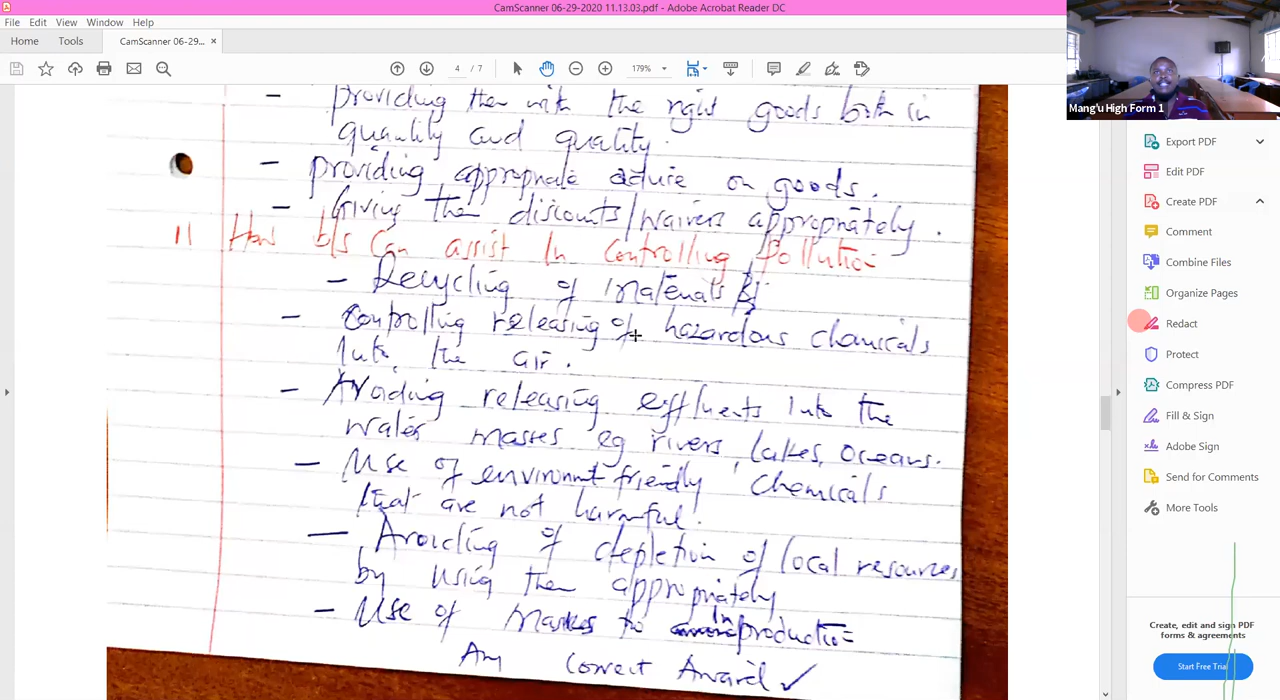 CamScanner 06-29-2020 11.13.03.pdf - Adobe Acrobat Reader DC
File Edit View Window Help
Home Tools CamScanner 06-29... ×
4 / 7 179%
Mang'u High Form 1
providing them with the right goods both in
quantity and quality.
- providing appropriate advise on goods.
- Giving them discounts/waivers appropriately.
11 How b/s Can assist In controlling Pollution
- Recycling of materials
- Controlling releasing of hazardous chemicals
Into the air.
- Avoiding releasing effluents Into the
water masses eg rivers, lakes, oceans.
- Use of environmt friendly chemicals
that are not harmful.
- Avoiding of depletion of local resources
by using them appropriately
- Use of to In production
Any Correct Award ✓
Export PDF
Edit PDF
Create PDF
Comment
Combine Files
Organize Pages
Redact
Protect
Compress PDF
Fill & Sign
Adobe Sign
Send for Comments
More Tools
Create, edit and sign PDF
forms & agreements
Start Free Trial